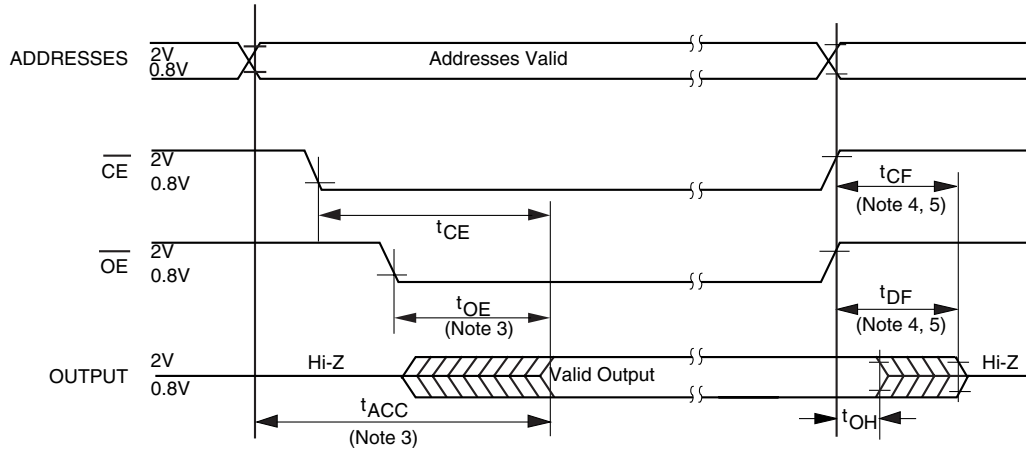 ADDRESSES 2V Addresses Valid
0.8V
CE 2V
0.8V
tCF
(Note 4, 5)
tCE
OE 2V
0.8V
tOE
(Note 3)
tDF
(Note 4, 5)
OUTPUT 2V Hi-Z Valid Output Hi-Z
0.8V
tACC
(Note 3)
tOH